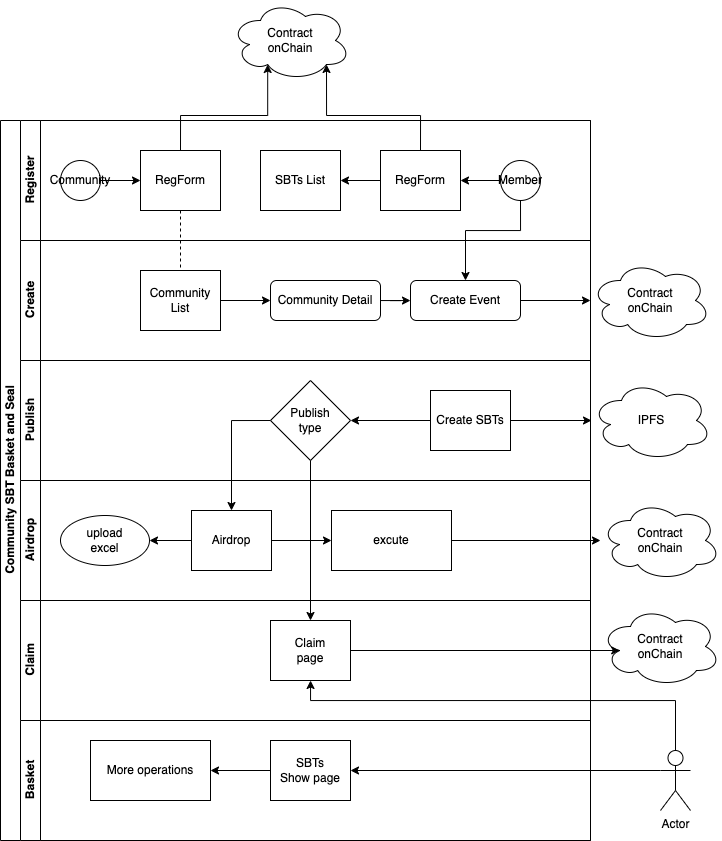 Contract
onChain
Community SBT Basket and Seal
Register
Community
RegForm
SBTs List
RegForm
Member
Create
Community
List
Community Detail
Create Event
Contract
onChain
Publish
Publish
type
Create SBTs
IPFS
Airdrop
upload
excel
Airdrop
excute
Contract
onChain
Claim
Claim
page
Contract
onChain
Basket
More operations
SBTs
Show page
Actor